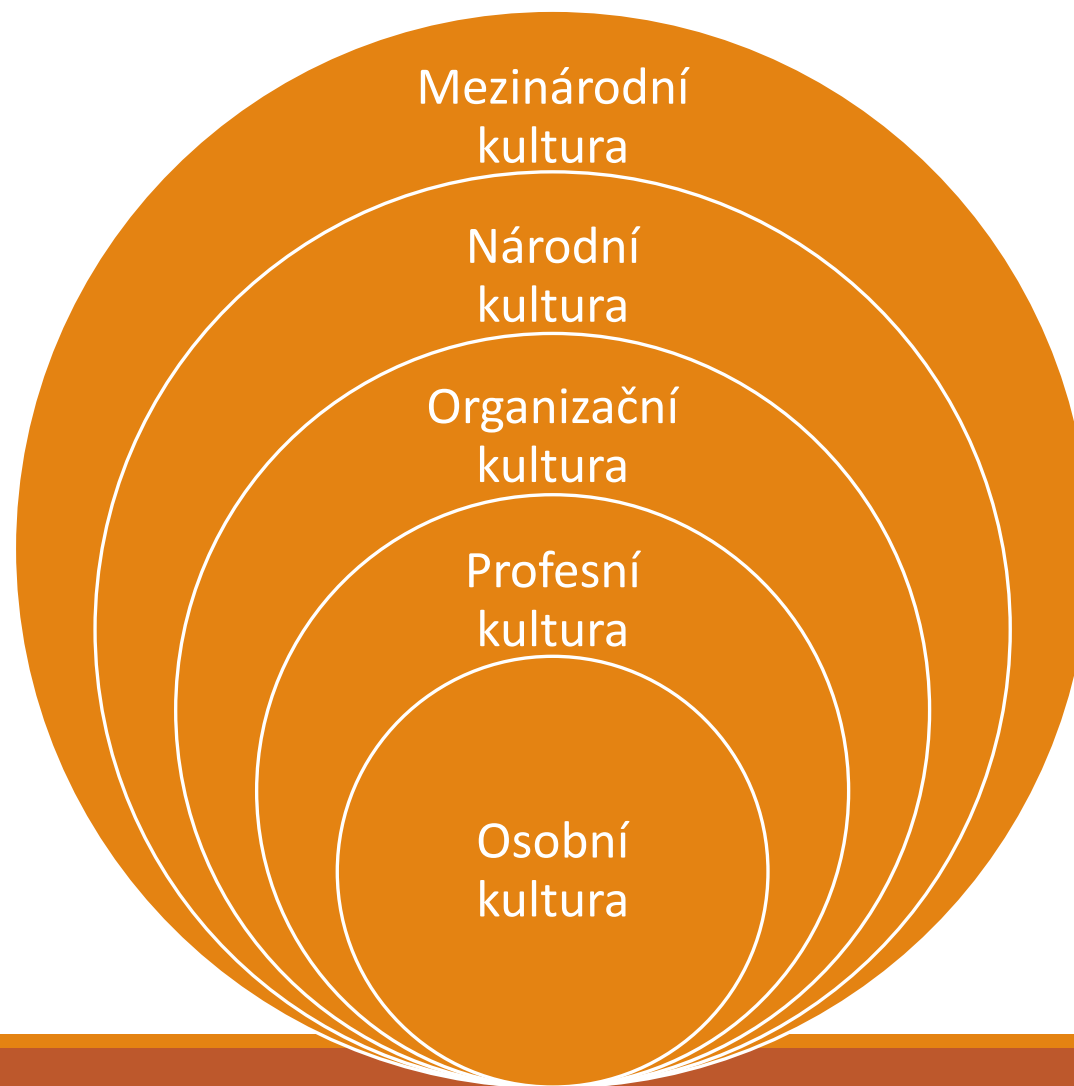 Mezinárodní
kultura
Národní
kultura
Organizační
kultura
Profesní
kultura
Osobní
kultura